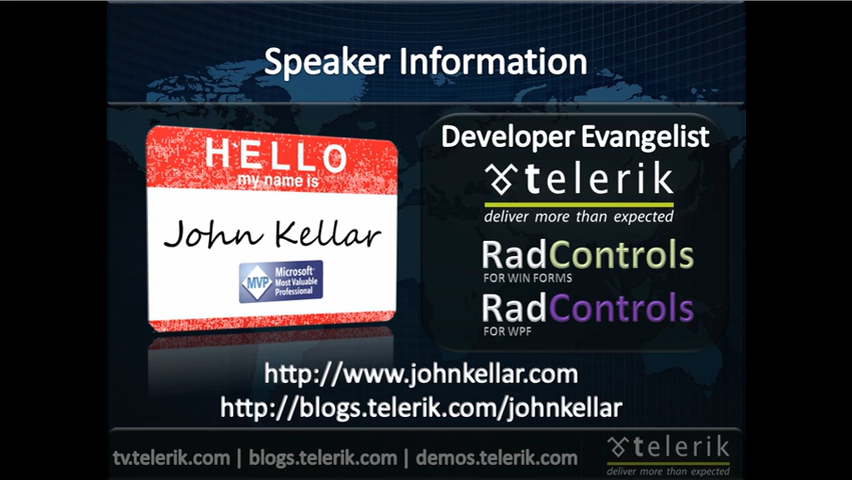 Speaker Information
HELLO
my name is
John Kellar
MVP
Microsoft®
Most Valuable
Professional
Developer Evangelist
telerik
deliver more than expected
RadControls
FOR WIN FORMS
RadControls
FOR WPF
http://www.johnkellar.com
http://blogs.telerik.com/johnkellar
tv.telerik.com | blogs.telerik.com | demos.telerik.com
telerik
deliver more than expected